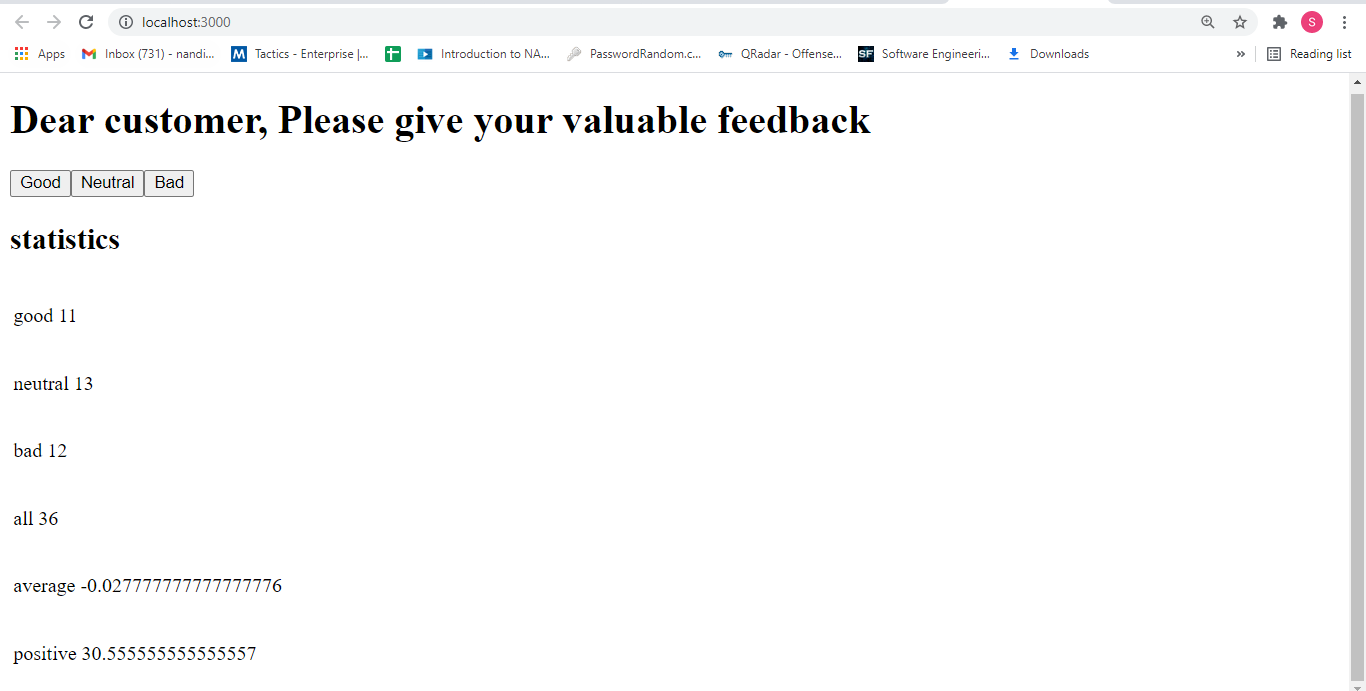 localhost:3000
S
Apps Inbox (731) - nandi... M Tactics - Enterprise |... Introduction to NA... PasswordRandom.c... QRadar - Offense... SF Software Engineeri... Downloads » Reading list
Dear customer, Please give your valuable feedback
Good Neutral Bad
statistics
good 11
neutral 13
bad 12
all 36
average -0.027777777777777776
positive 30.555555555555557